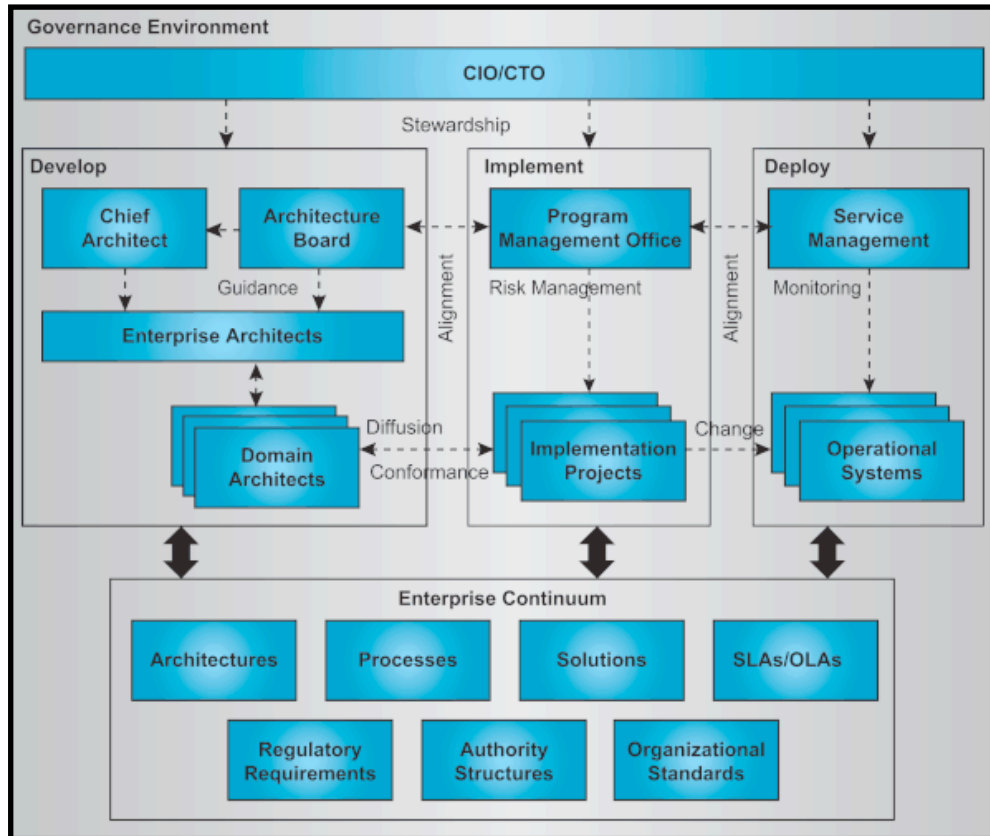 Governance Environment
CIO/CTO
Stewardship
Develop
Implement
Deploy
Chief
Architect
Architecture
Board
Program
Management Office
Service
Management
Guidance
Alignment
Risk Management
Alignment
Monitoring
Enterprise Architects
Diffusion
Conformance
Domain
Architects
Implementation
Projects
Change
Operational
Systems
Enterprise Continuum
Architectures
Processes
Solutions
SLAs/OLAs
Regulatory
Requirements
Authority
Structures
Organizational
Standards